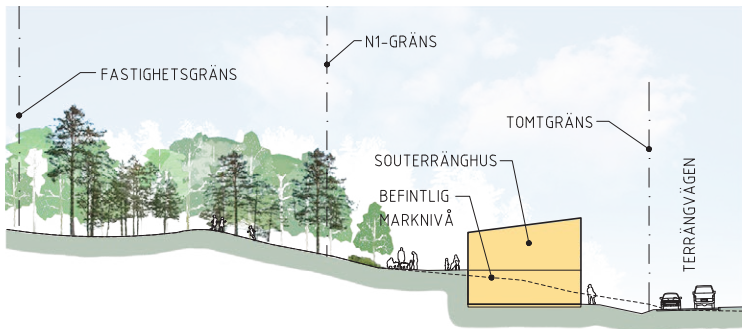 N1-GRÄNS
FASTIGHETSGRÄNS
TOMTGRÄNS
SOUTERRÄNGHUS
BEFINTLIG
MARKNIVÅ
TERRÄNGVÄGEN